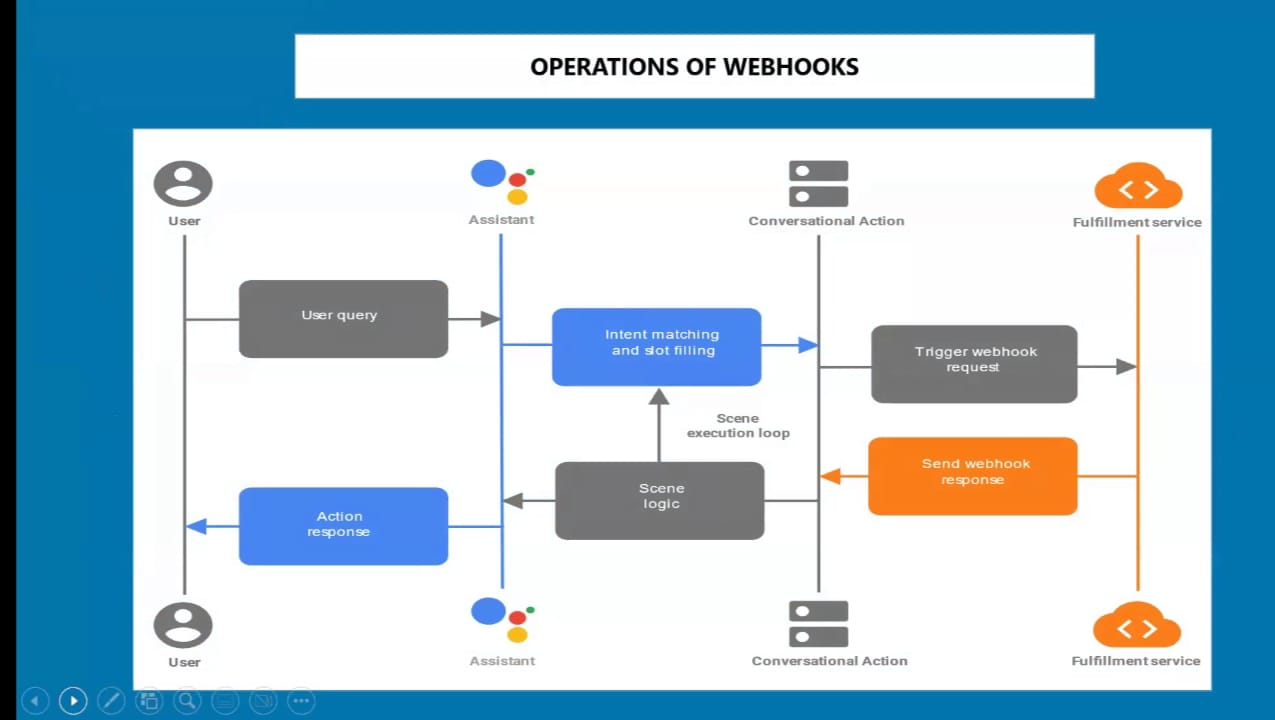 OPERATIONS OF WEBHOOKS
User
Assistant
Conversational Action
Fulfillment service
User query
Intent matching
and slot filling
Trigger webhook
request
Scene
execution loop
Send webhook
response
Scene
logic
Action
response
User
Assistant
Conversational Action
Fulfillment service